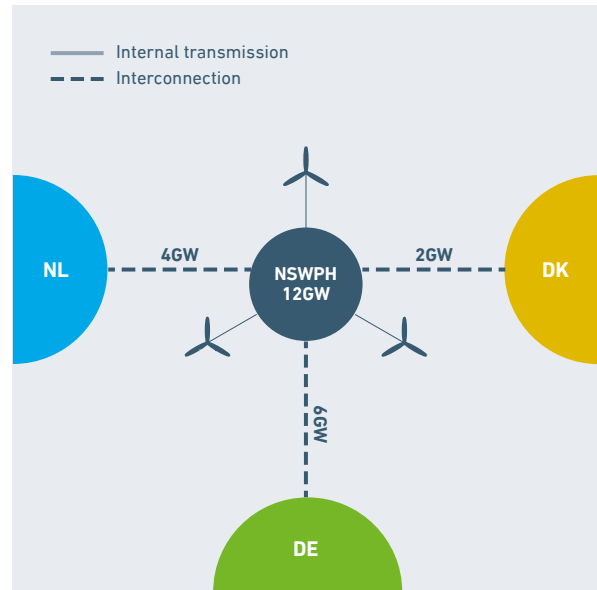 Internal transmission
Interconnection
4GW
2GW
NL
NSWPH
12GW
DK
6GW
DE